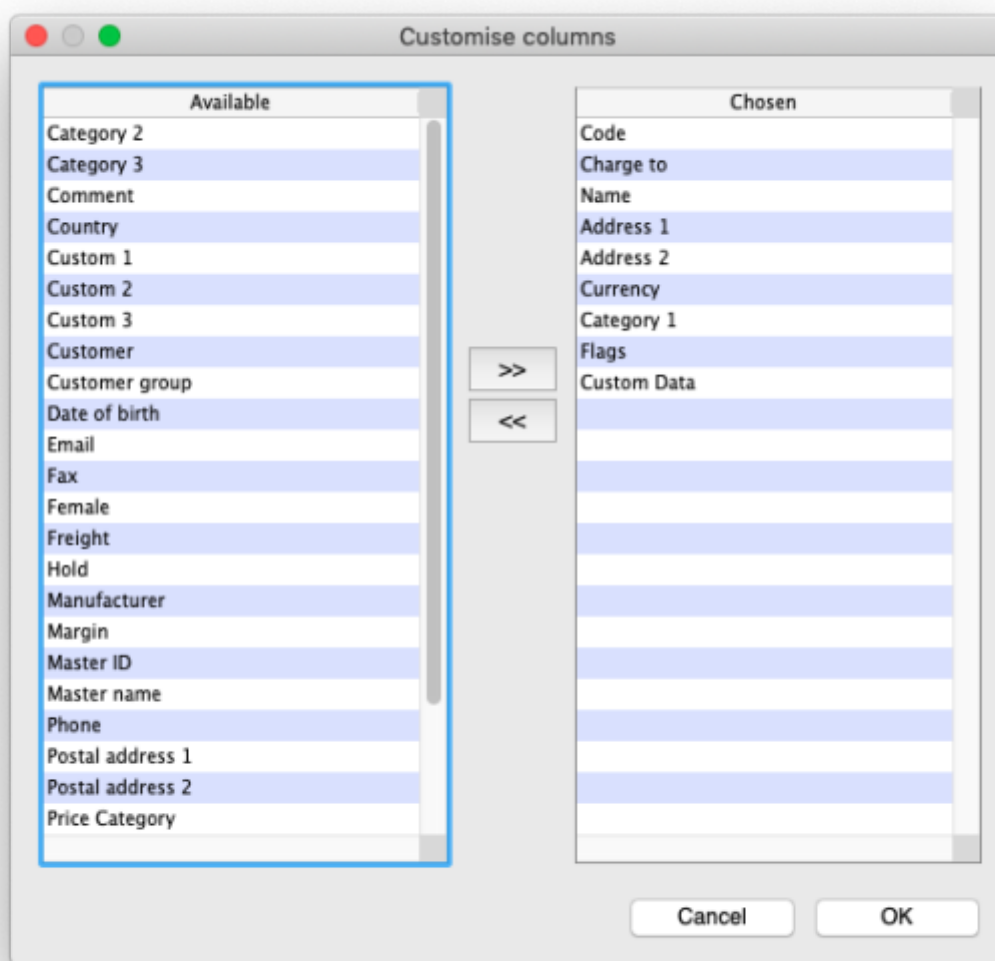 Customise columns
Available
Category 2
Category 3
Comment
Country
Custom 1
Custom 2
Custom 3
Customer
Customer group
Date of birth
Email
Fax
Female
Freight
Hold
Manufacturer
Margin
Master ID
Master name
Phone
Postal address 1
Postal address 2
Price Category
>>
<<
Chosen
Code
Charge to
Name
Address 1
Address 2
Currency
Category 1
Flags
Custom Data
Cancel
OK